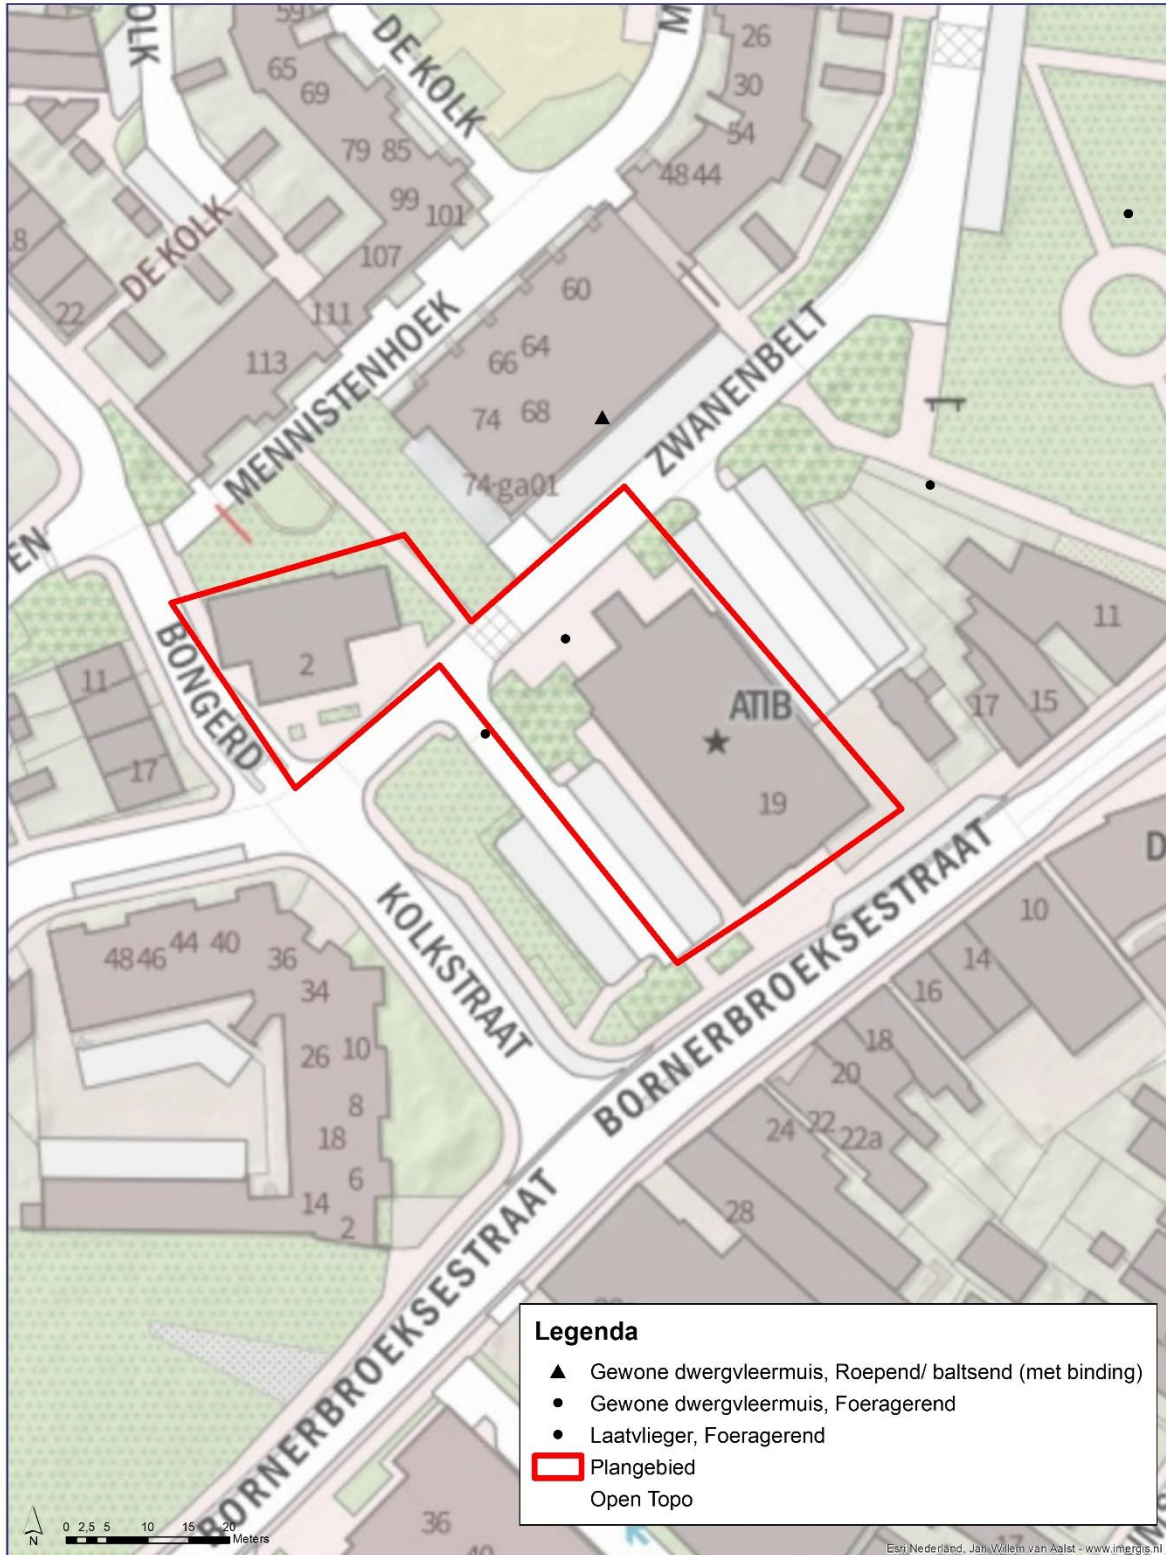 OLK
59
65
69
DE KOLK
M
26
30
54
48 44
79 85
99
101
107
DE KOLK
18
22
111
113
MENNISTENHOEK
60
64
66
68
74
74-ga01
ZWANENBELT
EN
BONGERD
2
11
17
ATIB
19
11
15
17
KOLKSTRAAT
BORNERBROEKSESTRAAT
D
10
14
16
18
20
22
22a
24
28
48 46 44 40 36
34
26 10
8
18
6
14
2
BORNERBROEKSESTRAAT
36
Legenda
Gewone dwergvleermuis, Roepend/ baltsend (met binding)
Gewone dwergvleermuis, Foeragerend
Laatvlieger, Foeragerend
Plangebied
Open Topo
N
0 2,5 5 10 15 20
Meters
Esri Nederland, Jan Willem van Aalst - www.imergis.nl